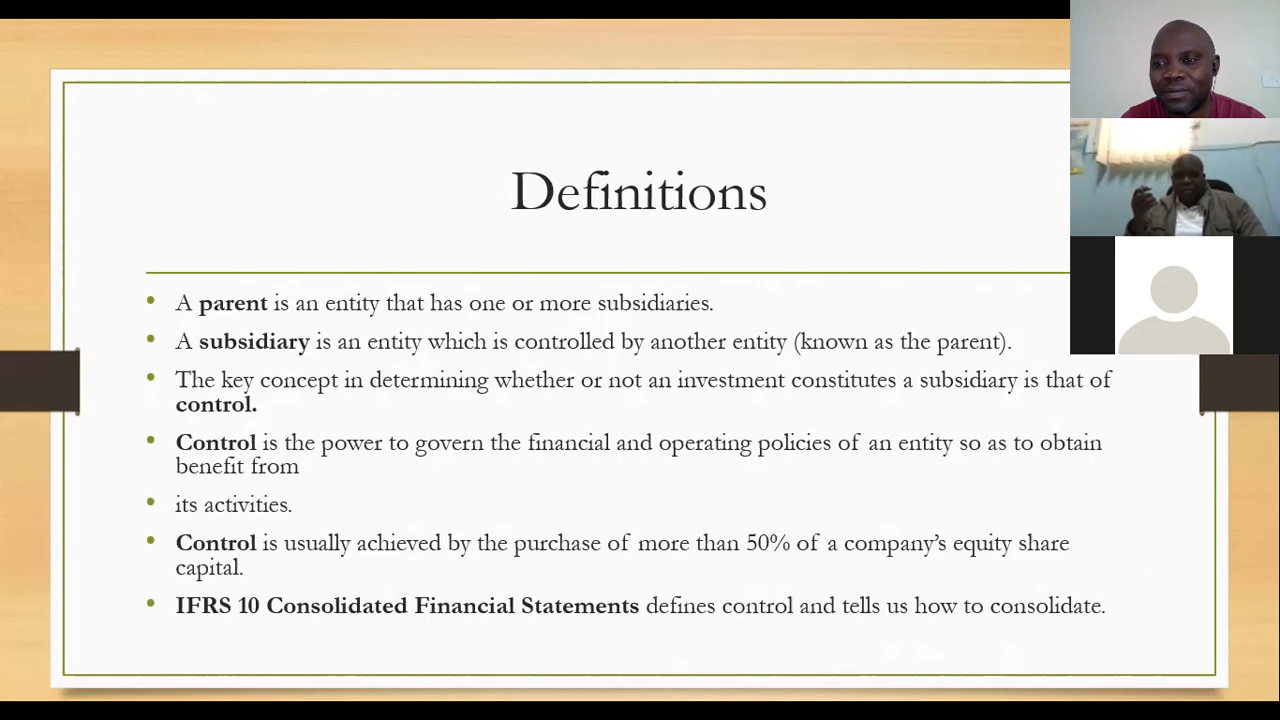 Definitions
• A parent is an entity that has one or more subsidiaries.
• A subsidiary is an entity which is controlled by another entity (known as the parent).
• The key concept in determining whether or not an investment constitutes a subsidiary is that of
control.
• Control is the power to govern the financial and operating policies of an entity so as to obtain
benefit from
• its activities.
• Control is usually achieved by the purchase of more than 50% of a company’s equity share
capital.
• IFRS 10 Consolidated Financial Statements defines control and tells us how to consolidate.